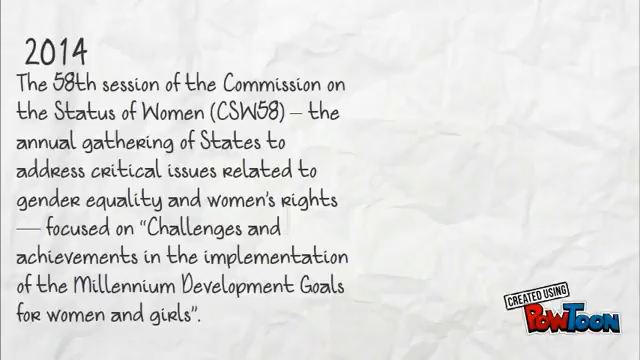 2014
The 58th session of the Commission on
the Status of Women (CSW58) – the
annual gathering of States to
address critical issues related to
gender equality and women's rights
— focused on "Challenges and
achievements in the implementation
of the Millennium Development Goals
for women and girls".
CREATED USING
POWTOON